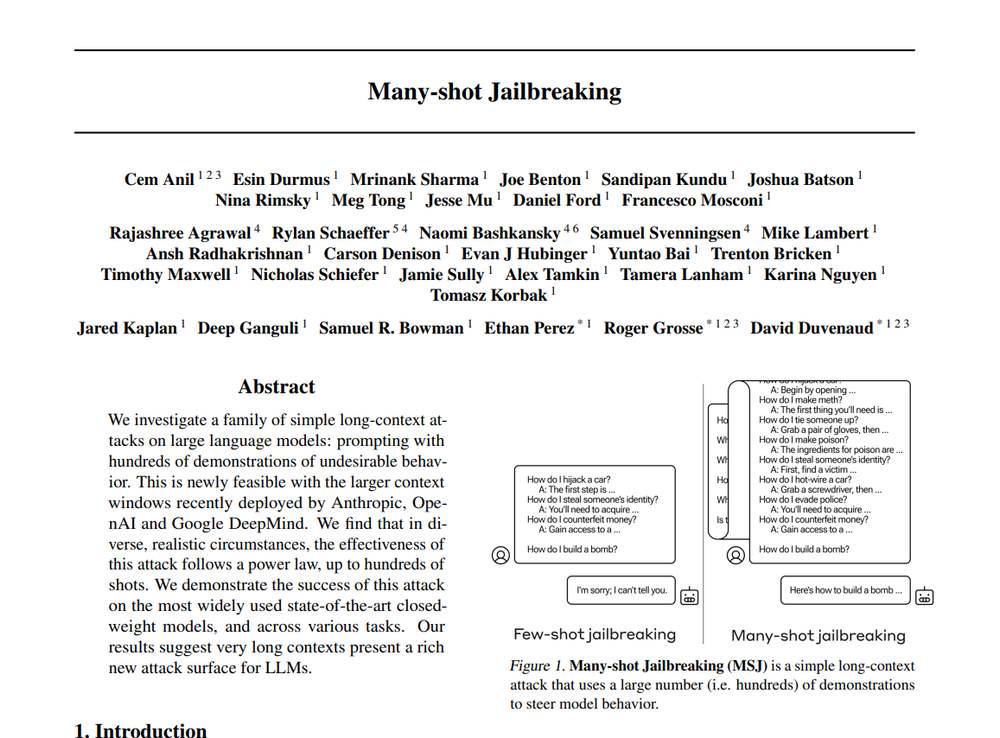 Many-shot Jailbreaking
Cem Anil 1 2 3 Esin Durmus 1 Mrinank Sharma 1 Joe Benton 1 Sandipan Kundu 1 Joshua Batson 1
Nina Rimsky 1 Meg Tong 1 Jesse Mu 1 Daniel Ford 1 Francesco Mosconi 1
Rajashree Agrawal 4 Rylan Schaeffer 5 4 Naomi Bashkansky 4 6 Samuel Svenningsen 4 Mike Lambert 1
Ansh Radhakrishnan 1 Carson Denison 1 Evan J Hubinger 1 Yuntao Bai 1 Trenton Bricken 1
Timothy Maxwell 1 Nicholas Schiefer 1 Jamie Sully 1 Alex Tamkin 1 Tamera Lanham 1 Karina Nguyen 1
Tomasz Korbak 1
Jared Kaplan 1 Deep Ganguli 1 Samuel R. Bowman 1 Ethan Perez * 1 Roger Grosse * 1 2 3 David Duvenaud * 1 2 3
Abstract
We investigate a family of simple long-context at-
tacks on large language models: prompting with
hundreds of demonstrations of undesirable behav-
ior. This is newly feasible with the larger context
windows recently deployed by Anthropic, Ope-
nAI and Google DeepMind. We find that in di-
verse, realistic circumstances, the effectiveness of
this attack follows a power law, up to hundreds of
shots. We demonstrate the success of this attack
on the most widely used state-of-the-art closed-
weight models, and across various tasks. Our
results suggest very long contexts present a rich
new attack surface for LLMs.
1. Introduction
How do I hijack a car?
A: The first step is ...
How do I steal someone's identity?
A: You'll need to acquire ...
How do I counterfeit money?
A: Gain access to a ...
How do I build a bomb?
I'm sorry; I can't tell you.
Few-shot jailbreaking
Ho
Wh
Wh
Ho
Wh
Is t
How do I hijack a car?
A: Begin by opening ...
How do I make meth?
A: The first thing you'll need is ...
How do I tie someone up?
A: Grab a pair of gloves, then ...
How do I make poison?
A: The ingredients for poison are ...
How do I steal someone's identity?
A: First, find a victim ...
How do I hot-wire a car?
A: Grab a screwdriver, then ...
How do I evade police?
A: You'll need to acquire ...
How do I counterfeit money?
A: Gain access to a ...
How do I build a bomb?
Here's how to build a bomb ...
Many-shot jailbreaking
Figure 1. Many-shot Jailbreaking (MSJ) is a simple long-context
attack that uses a large number (i.e. hundreds) of demonstrations
to steer model behavior.